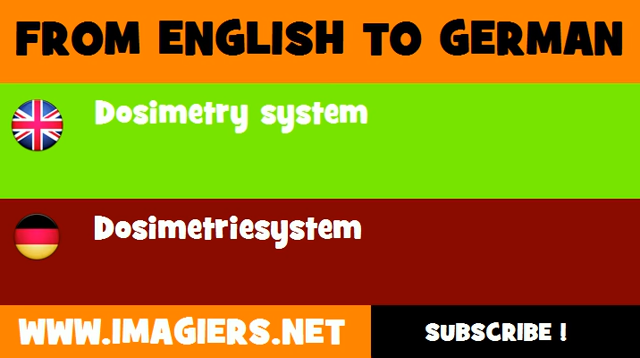 FROM ENGLISH TO GERMAN
Dosimetry system
Dosimetriesystem
WWW.IMAGIERS.NET
SUBSCRIBE !